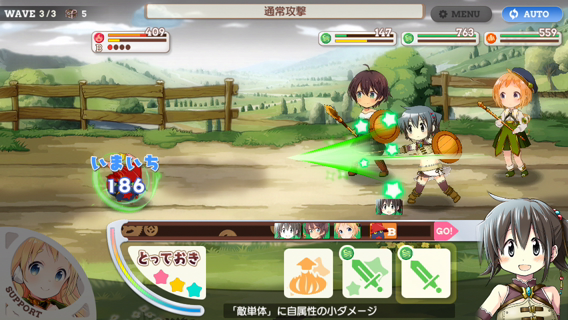 WAVE 3/3 5
通常攻撃
MENU
AUTO
409
B
147
763
559
いまいち
186
B
GO!
とっておき
SUPPORT
「敵単体」に自属性の小ダメージ